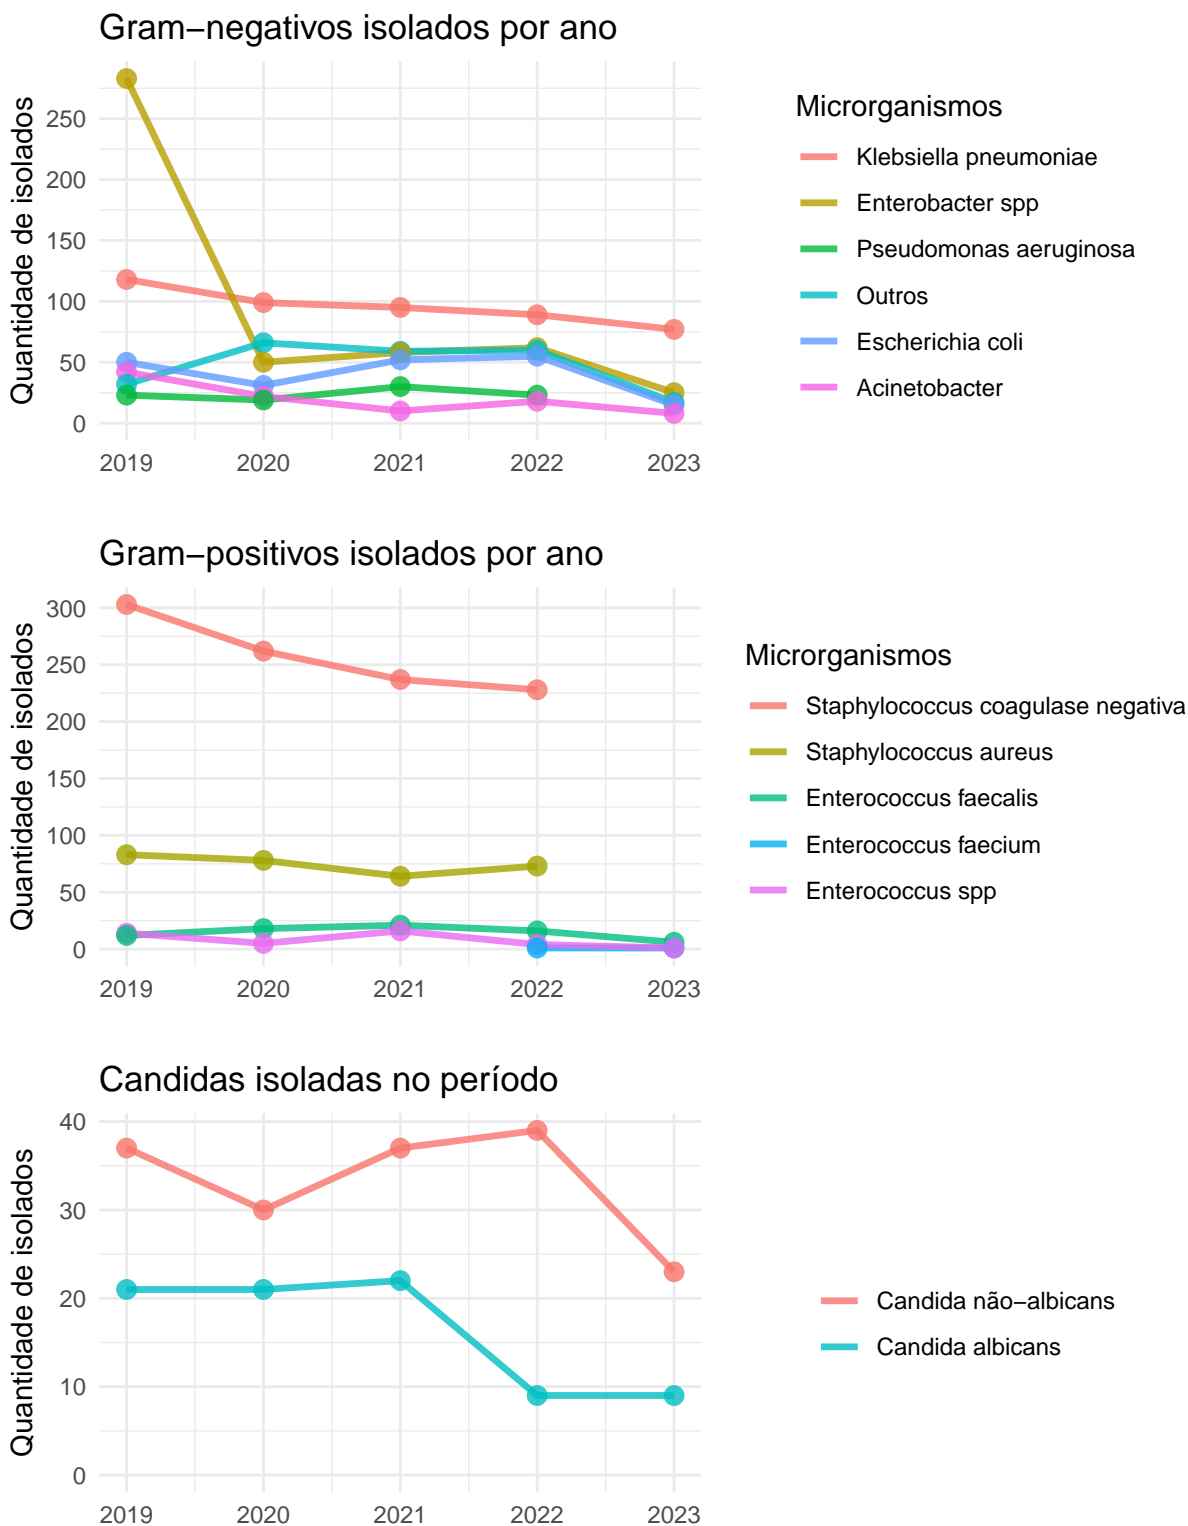 Gram−negativos isolados por ano
Quantidade de isolados
250
200
150
100
50
0
2019 2020 2021 2022 2023
Microrganismos
Klebsiella pneumoniae
Enterobacter spp
Pseudomonas aeruginosa
Outros
Escherichia coli
Acinetobacter
Gram−positivos isolados por ano
Quantidade de isolados
300
250
200
150
100
50
0
2019 2020 2021 2022 2023
Microrganismos
Staphylococcus coagulase negativa
Staphylococcus aureus
Enterococcus faecalis
Enterococcus faecium
Enterococcus spp
Candidas isoladas no período
Quantidade de isolados
40
30
20
10
0
2019 2020 2021 2022 2023
Candida não−albicans
Candida albicans